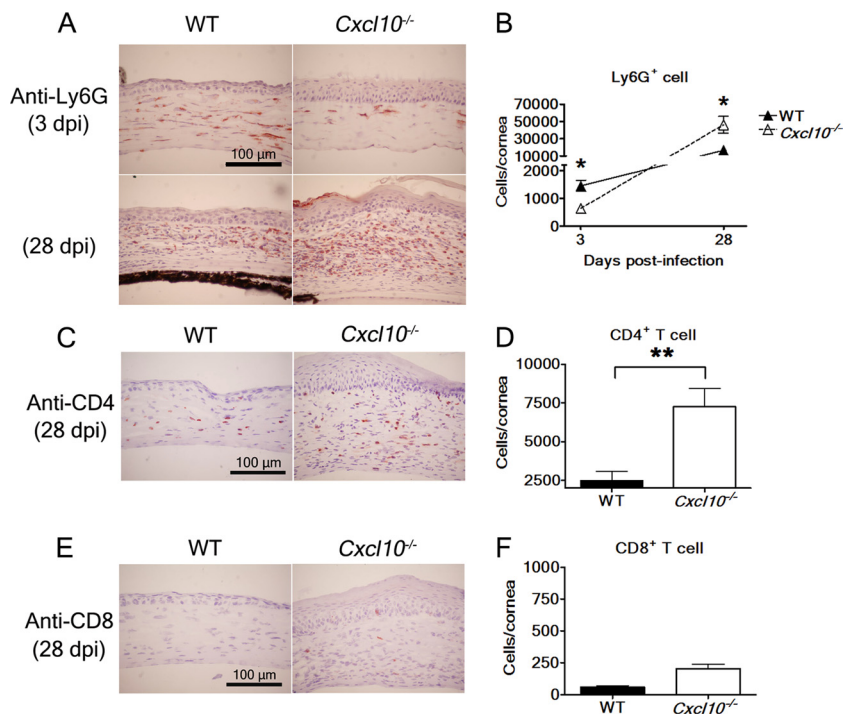 A
WT
Cxcl10-/-
Anti-Ly6G
(3 dpi)
100 µm
(28 dpi)
B
Ly6G+ cell
Cells/cornea
70000
50000
30000
10000
2000
1000
0
3
28
Days post-infection
*
*
WT
Cxcl10-/-
C
WT
Cxcl10-/-
Anti-CD4
(28 dpi)
100 µm
D
CD4+ T cell
**
Cells/cornea
10000
7500
5000
2500
WT
Cxcl10-/-
E
WT
Cxcl10-/-
Anti-CD8
(28 dpi)
100 µm
F
CD8+ T cell
Cells/cornea
1000
750
500
250
0
WT
Cxcl10-/-